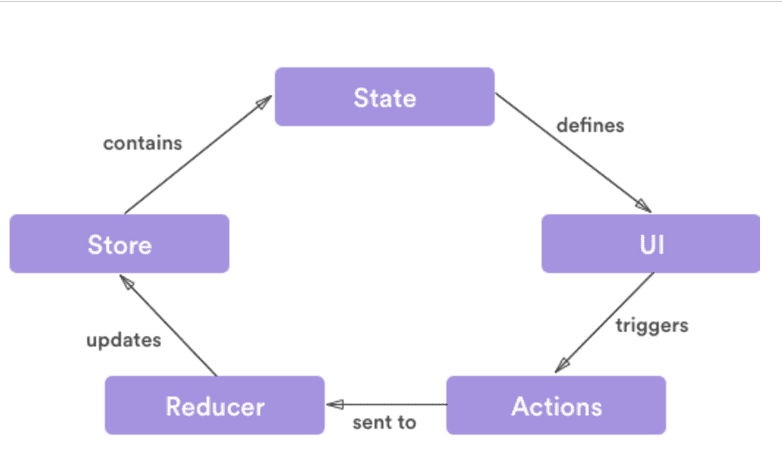 State
defines
contains
Store
UI
triggers
updates
Reducer
sent to
Actions